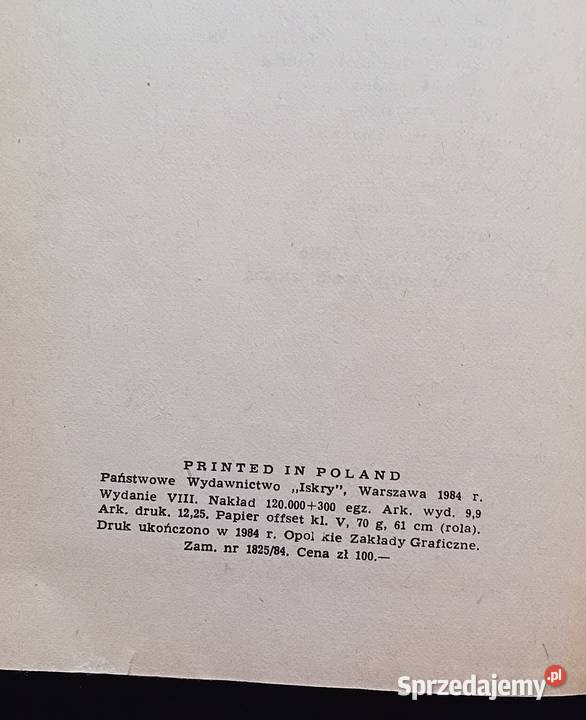 PRINTED IN POLAND
Państwowe Wydawnictwo „Iskry", Warszawa 1984 r.
Wydanie VIII. Nakład 120.000+300 egz. Ark. wyd. 9,9
Ark. druk. 12,25. Papier offset kl. V, 70 g, 61 cm (rola).
Druk ukończono w 1984 r. Opol kie Zakłady Graficzne.
Zam. nr 1825/84. Cena zł 100.—
Sprzedajemy.pl